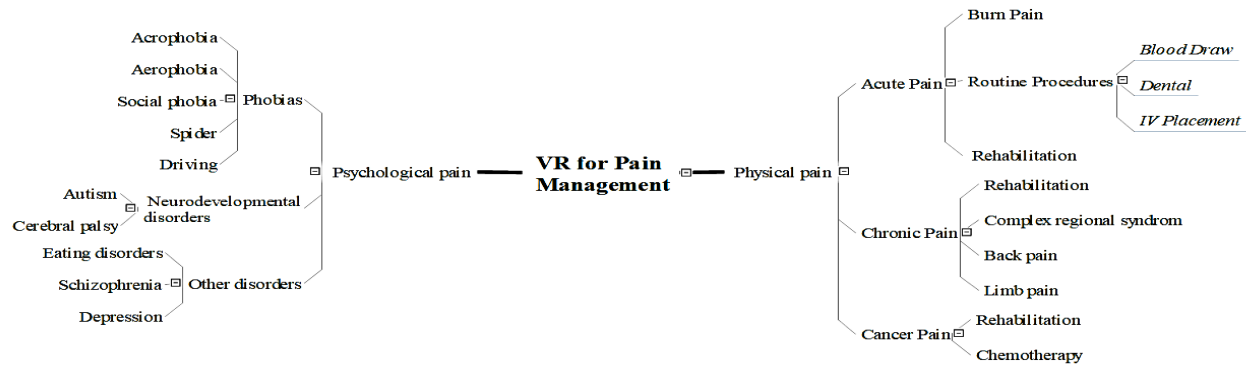 VR for Pain
Management
Psychological pain
Phobias
Acrophobia
Aerophobia
Social phobia
Spider
Driving
Neurodevelopmental
disorders
Autism
Cerebral palsy
Other disorders
Eating disorders
Schizophrenia
Depression
Physical pain
Acute Pain
Burn Pain
Routine Procedures
Blood Draw
Dental
IV Placement
Rehabilitation
Chronic Pain
Rehabilitation
Complex regional syndrom
Back pain
Limb pain
Cancer Pain
Rehabilitation
Chemotherapy